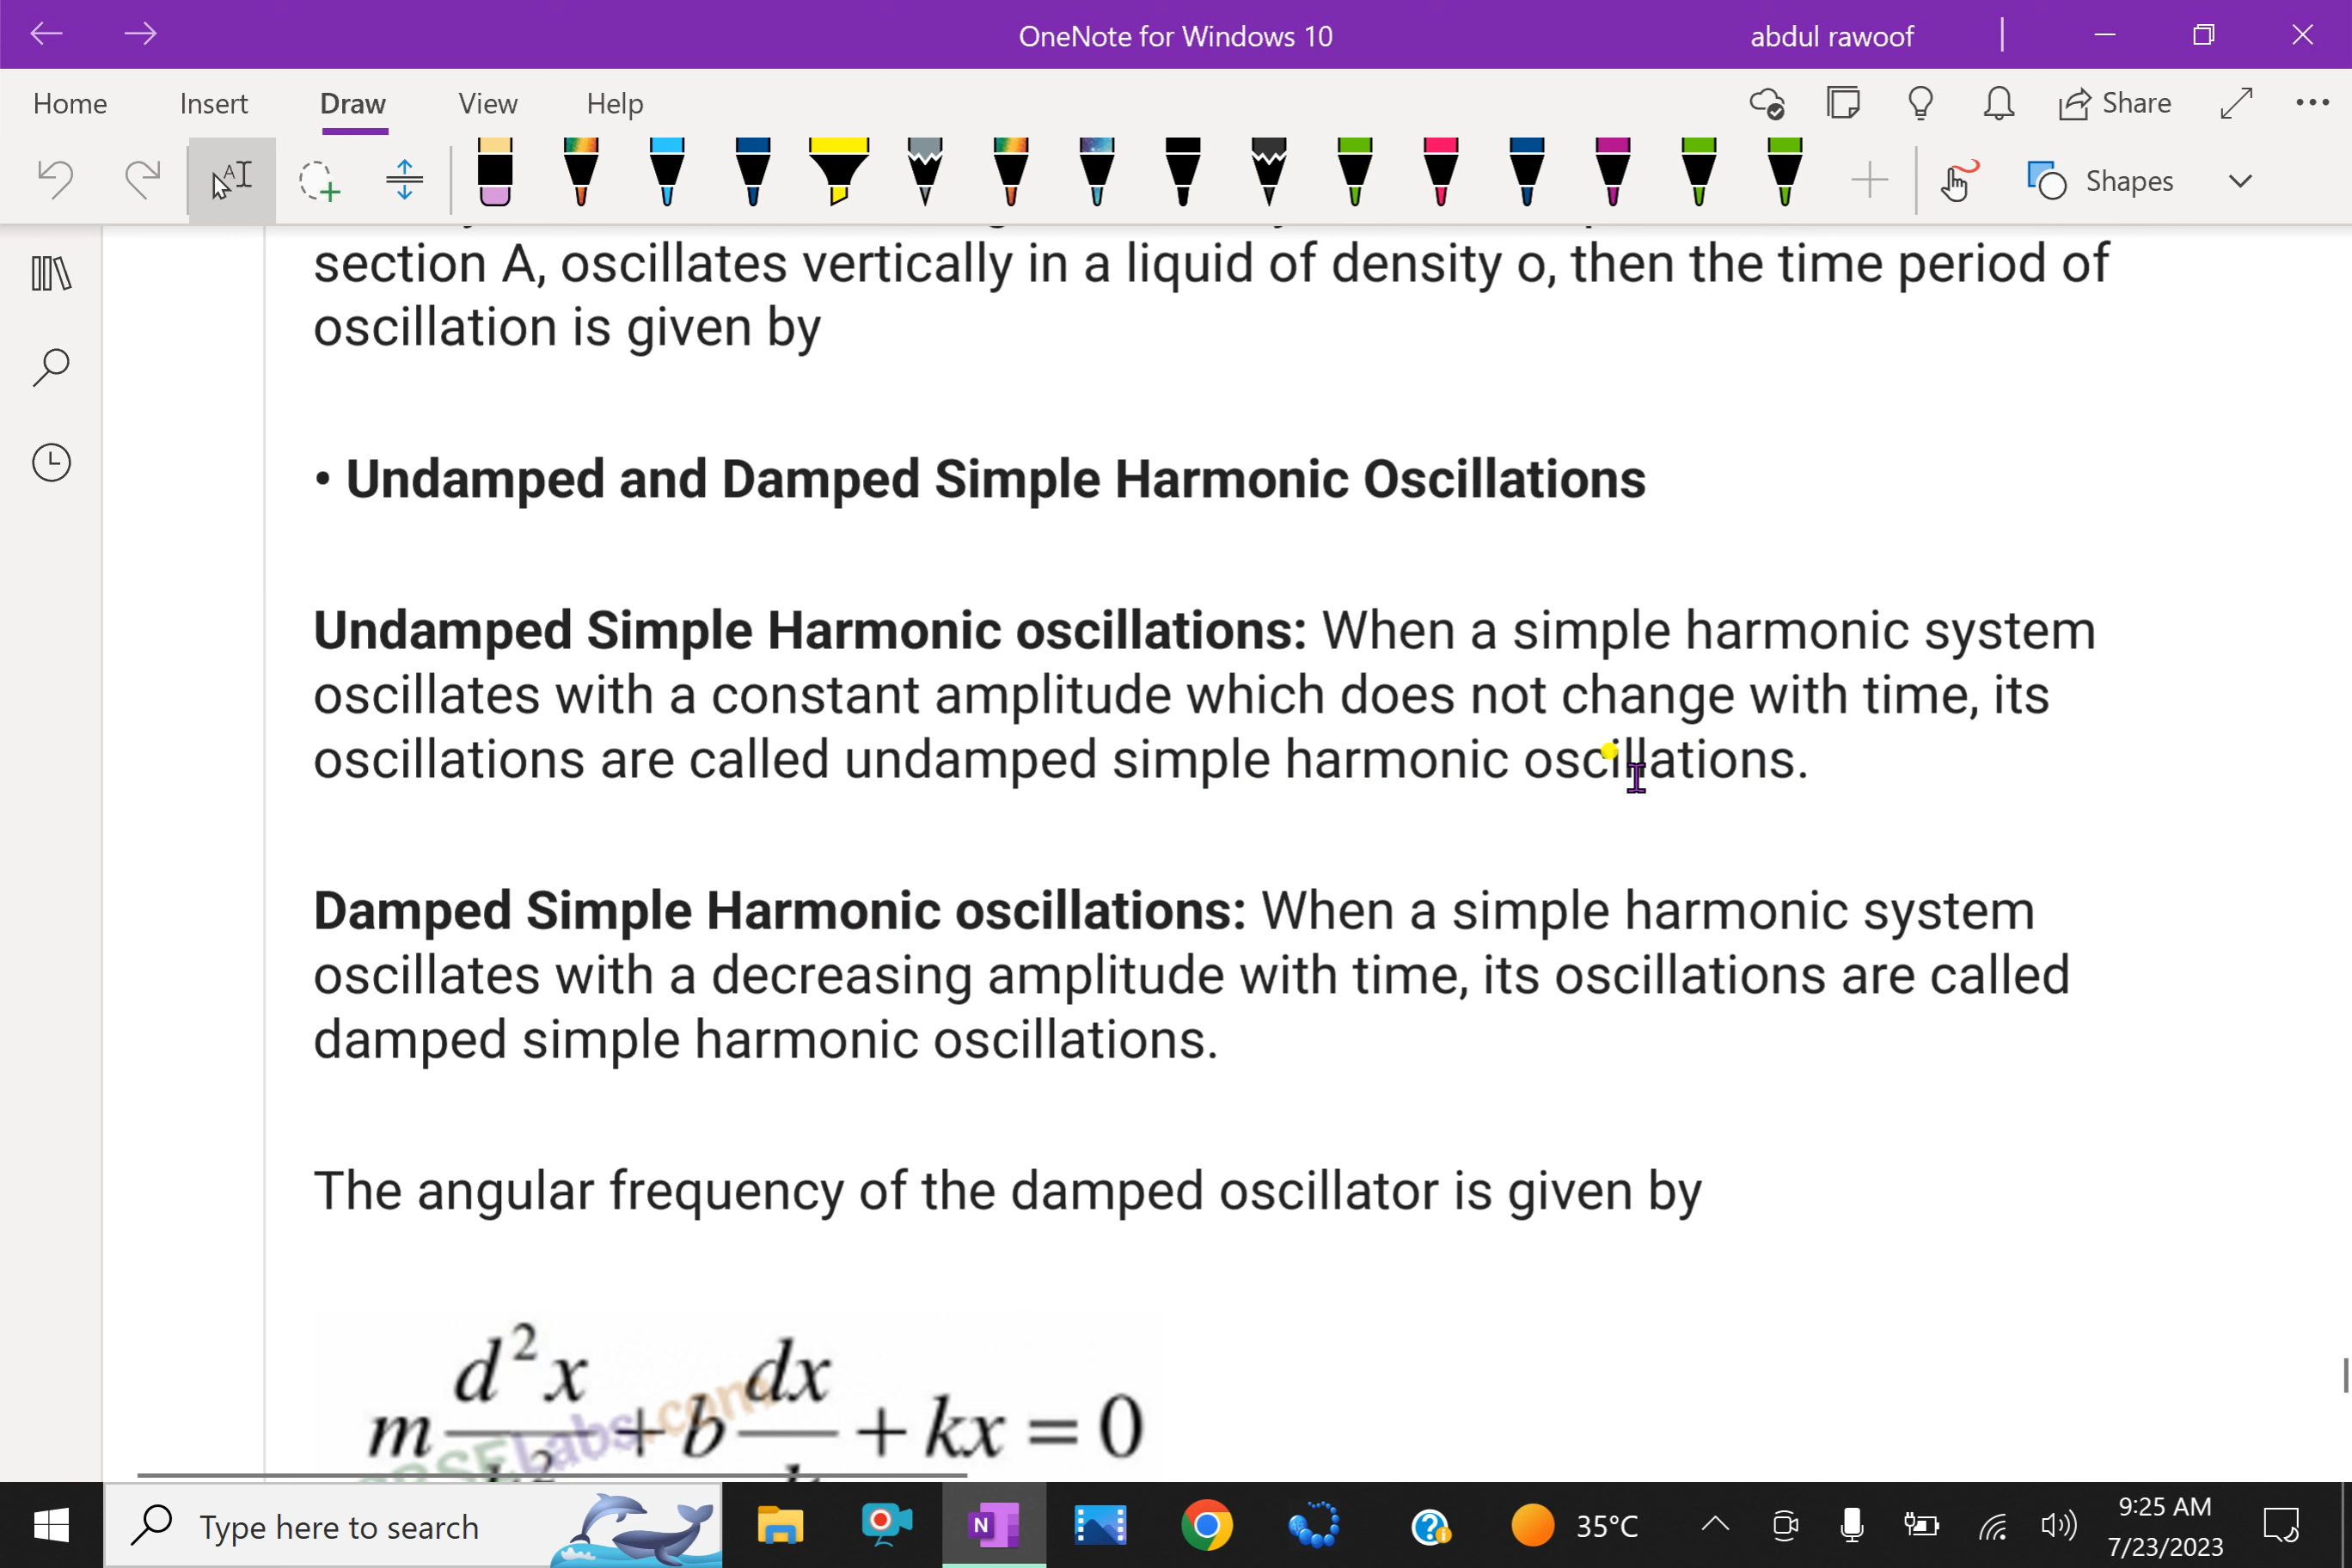 OneNote for Windows 10
abdul rawoof
Home Insert Draw View Help
Share
Shapes
section A, oscillates vertically in a liquid of density o, then the time period of
oscillation is given by
• Undamped and Damped Simple Harmonic Oscillations
Undamped Simple Harmonic oscillations: When a simple harmonic system
oscillates with a constant amplitude which does not change with time, its
oscillations are called undamped simple harmonic oscillations.
Damped Simple Harmonic oscillations: When a simple harmonic system
oscillates with a decreasing amplitude with time, its oscillations are called
damped simple harmonic oscillations.
The angular frequency of the damped oscillator is given by
m d²x + b dx + kx = 0
Labs.com
Type here to search
35°C
9:25 AM
7/23/2023